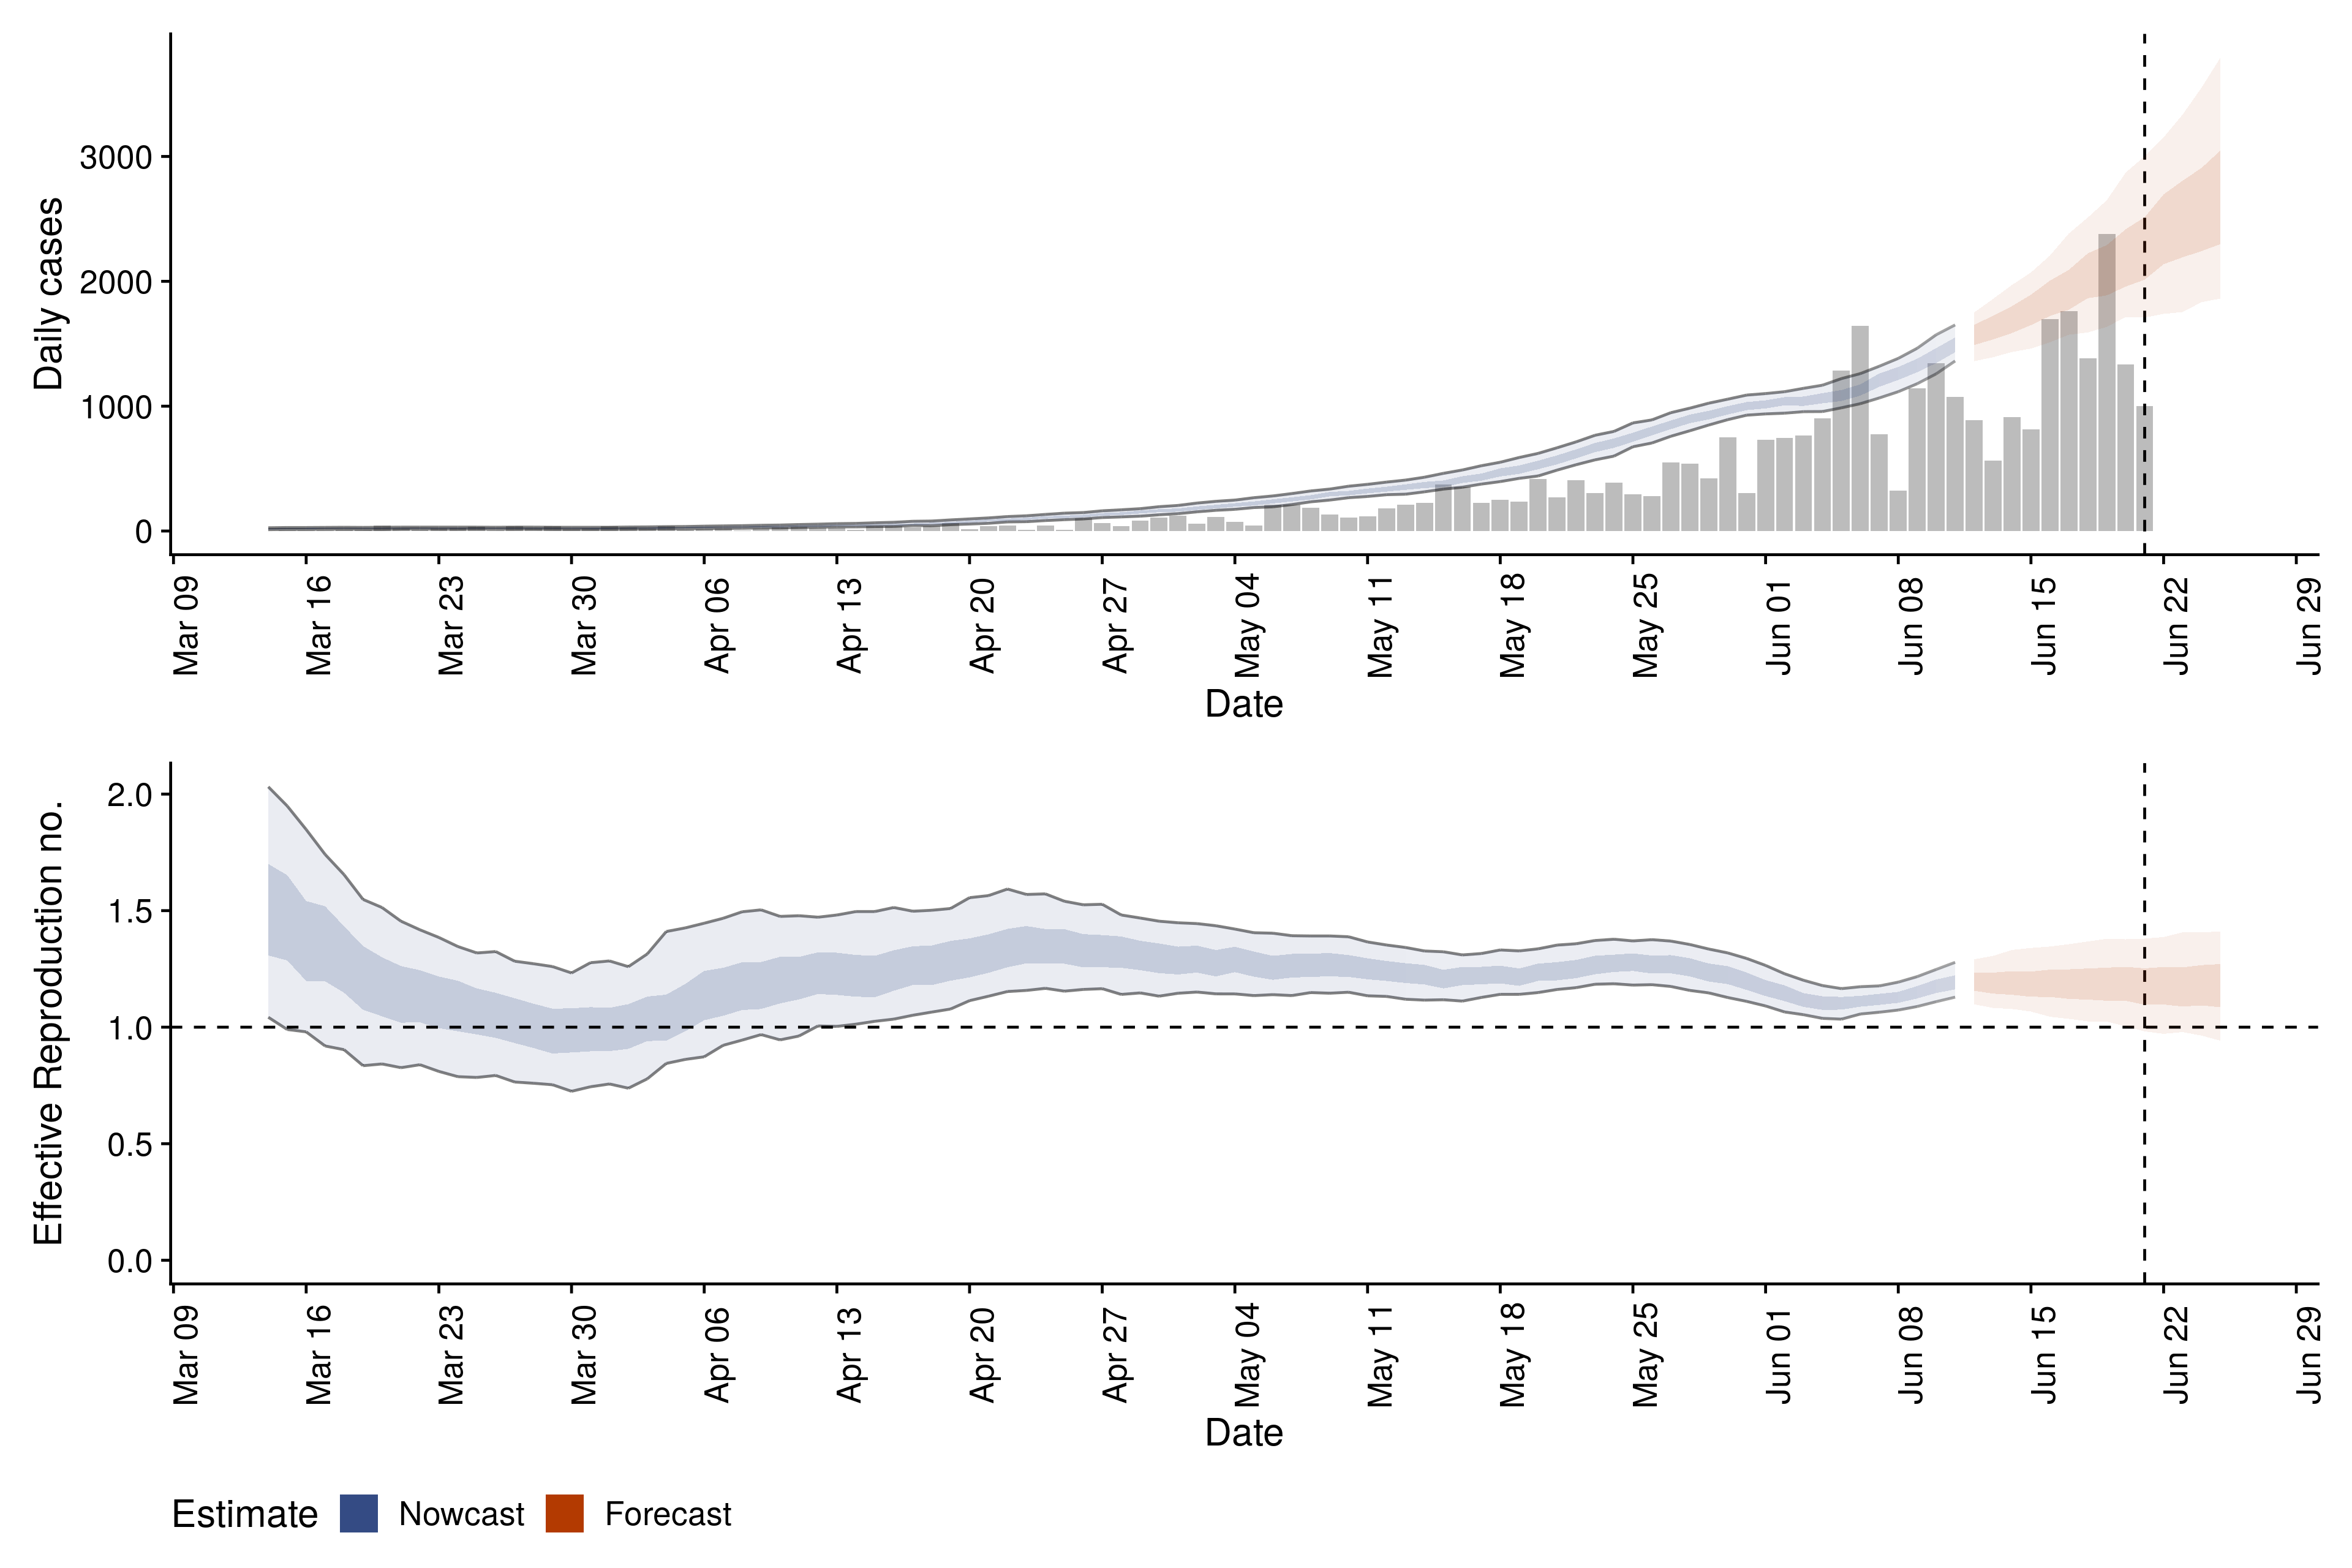 Daily cases
3000
2000
1000
0
Mar 09
Mar 16
Mar 23
Mar 30
Apr 06
Apr 13
Apr 20
Apr 27
May 04
May 11
May 18
May 25
Jun 01
Jun 08
Jun 15
Jun 22
Jun 29
Date
Effective Reproduction no.
2.0
1.5
1.0
0.5
0.0
Mar 09
Mar 16
Mar 23
Mar 30
Apr 06
Apr 13
Apr 20
Apr 27
May 04
May 11
May 18
May 25
Jun 01
Jun 08
Jun 15
Jun 22
Jun 29
Date
Estimate Nowcast Forecast